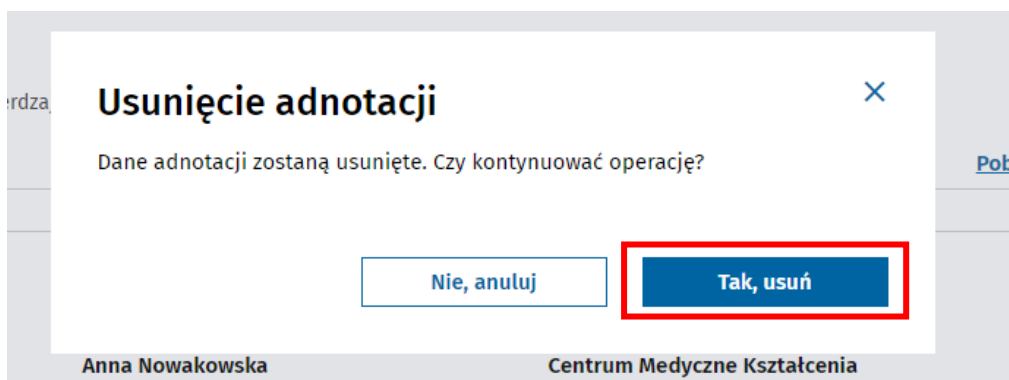 Usunięcie adnotacji
Dane adnotacji zostaną usunięte. Czy kontynuować operację?
Nie, anuluj
Tak, usuń
Anna Nowakowska
Centrum Medyczne Kształcenia